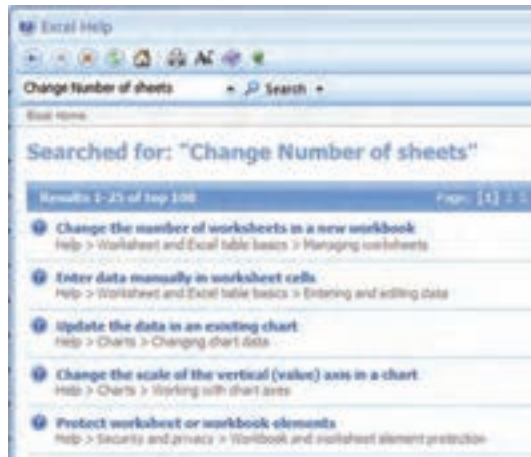 Excel Help
Change Number of sheets
Search
Excel Home
Searched for: "Change Number of sheets"
Results 1-25 of top 100
Page: [1] 2
Change the number of worksheets in a new workbook
Help > Worksheet and Excel table basics > Managing worksheets
Enter data manually in worksheet cells
Help > Worksheet and Excel table basics > Entering and editing data
Update the data in an existing chart
Help > Charts > Changing chart data
Change the scale of the vertical (value) axis in a chart
Help > Charts > Working with chart axes
Protect worksheet or workbook elements
Help > Security and privacy > Workbook and worksheet element protection